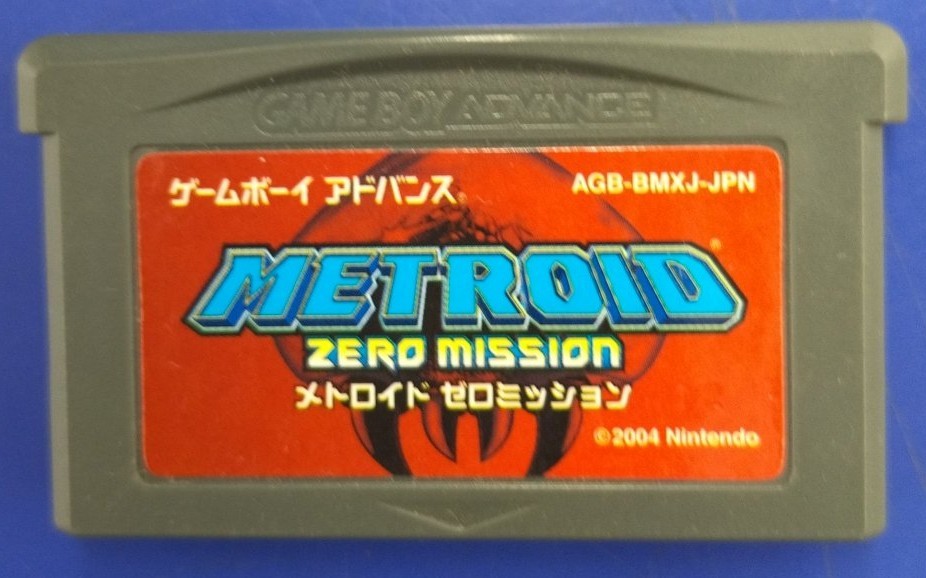 GAME BOY ADVANCE
ゲームボーイ アドバンス®
AGB-BMXJ-JPN
METROID®
ZERO MISSION
メトロイド ゼロミッション
©2004 Nintendo